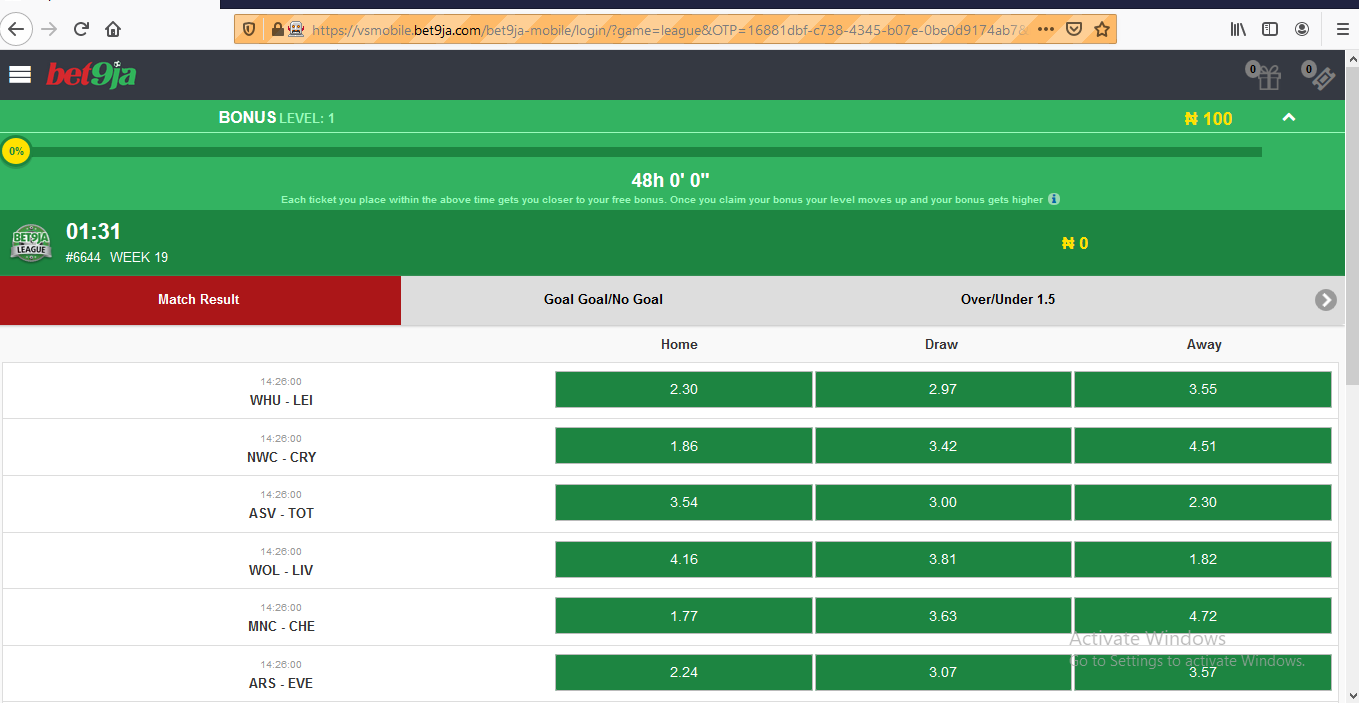 https://vsmobile.bet9ja.com/bet9ja-mobile/login/?game=league&OTP=16881dbf-c738-4345-b07e-0be0d9174ab7&
bet9ja
0
0
BONUS LEVEL: 1
₦ 100
0%
48h 0' 0"
Each ticket you place within the above time gets you closer to your free bonus. Once you claim your bonus your level moves up and your bonus gets higher
BET9JA LEAGUE
01:31
#6644 WEEK 19
₦ 0
Match Result Goal Goal/No Goal Over/Under 1.5
Home Draw Away
14:26:00
WHU - LEI 2.30 2.97 3.55
14:26:00
NWC - CRY 1.86 3.42 4.51
14:26:00
ASV - TOT 3.54 3.00 2.30
14:26:00
WOL - LIV 4.16 3.81 1.82
14:26:00
MNC - CHE 1.77 3.63 4.72
Activate Windows
Go to Settings to activate Windows.
14:26:00
ARS - EVE 2.24 3.07 3.57